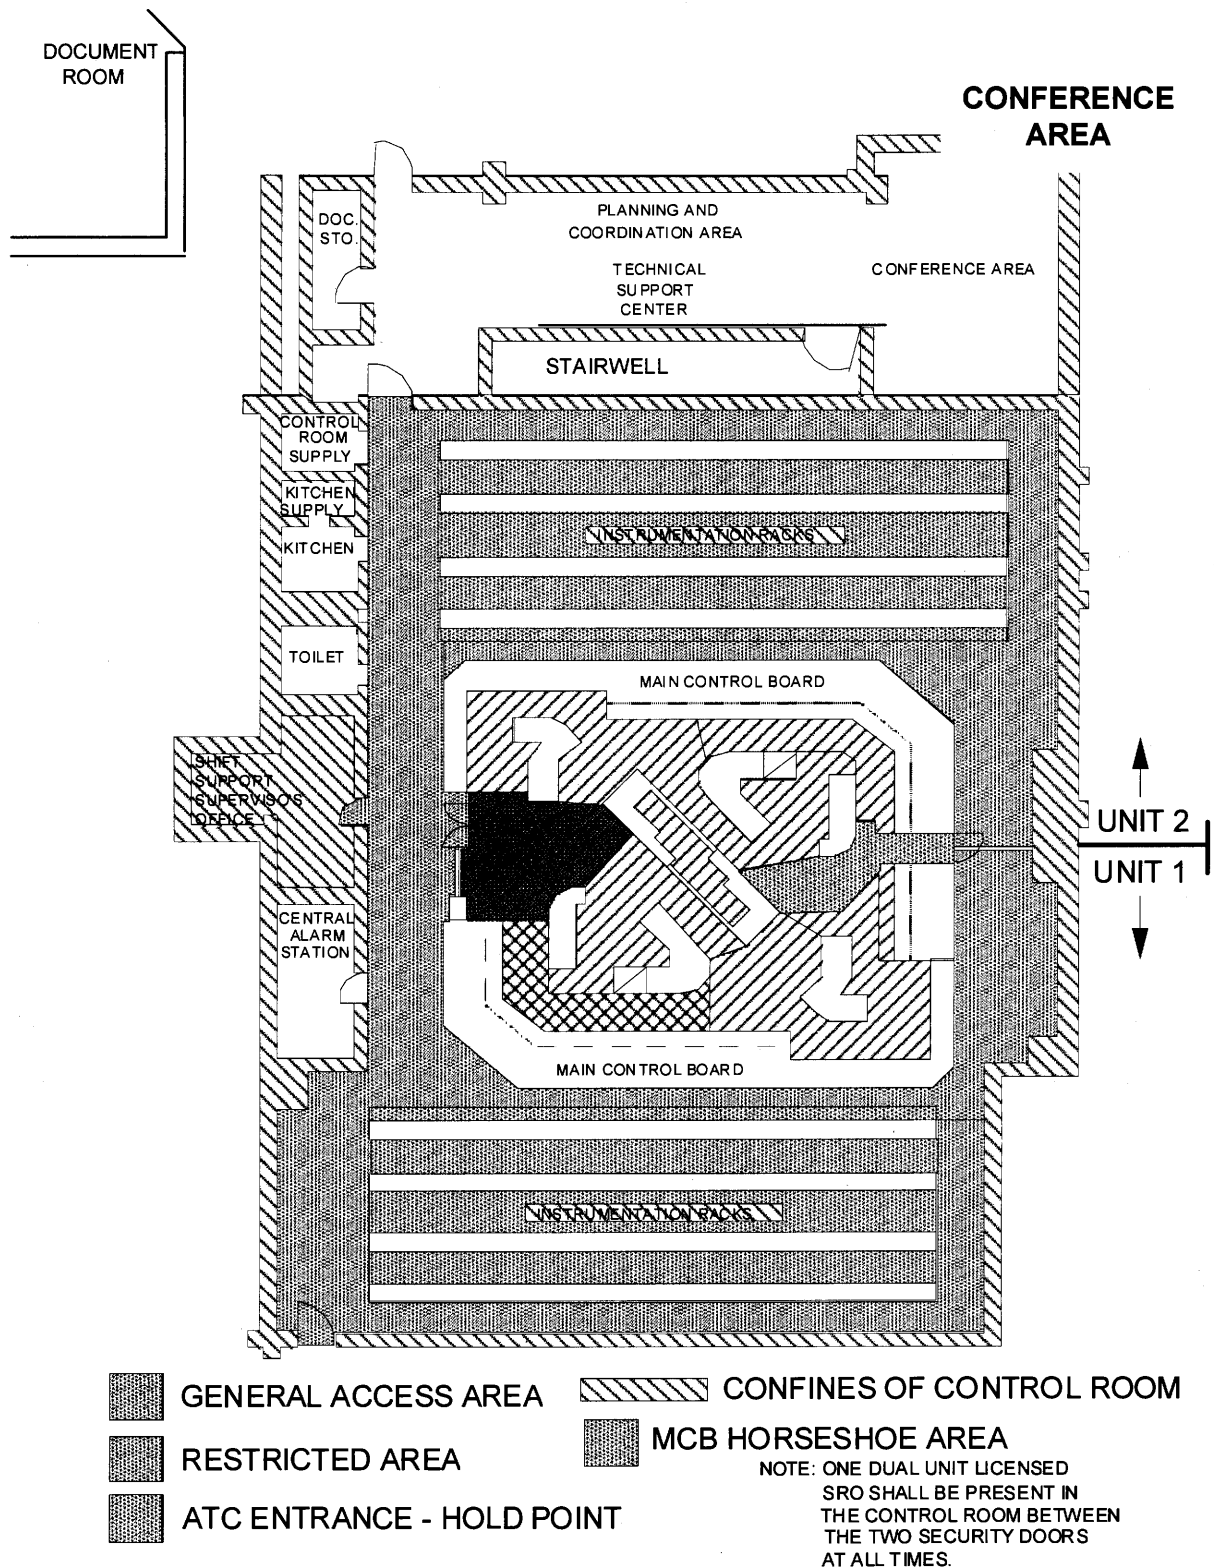 DOCUMENT
ROOM
CONFERENCE
AREA
DOC.
STO.
PLANNING AND
COORDINATION AREA
TECHNICAL
SUPPORT
CENTER
CONFERENCE AREA
STAIRWELL
CONTROL
ROOM
SUPPLY
KITCHEN
SUPPLY
KITCHEN
INSTRUMENTATION RACKS
TOILET
MAIN CONTROL BOARD
SHIFT
SUPPORT
SUPERVISO'S
OFFICE
UNIT 2
UNIT 1
CENTRAL
ALARM
STATION
MAIN CONTROL BOARD
INSTRUMENTATION RACKS
GENERAL ACCESS AREA
CONFINES OF CONTROL ROOM
RESTRICTED AREA
MCB HORSESHOE AREA
ATC ENTRANCE - HOLD POINT
NOTE: ONE DUAL UNIT LICENSED
SRO SHALL BE PRESENT IN
THE CONTROL ROOM BETWEEN
THE TWO SECURITY DOORS
AT ALL TIMES.